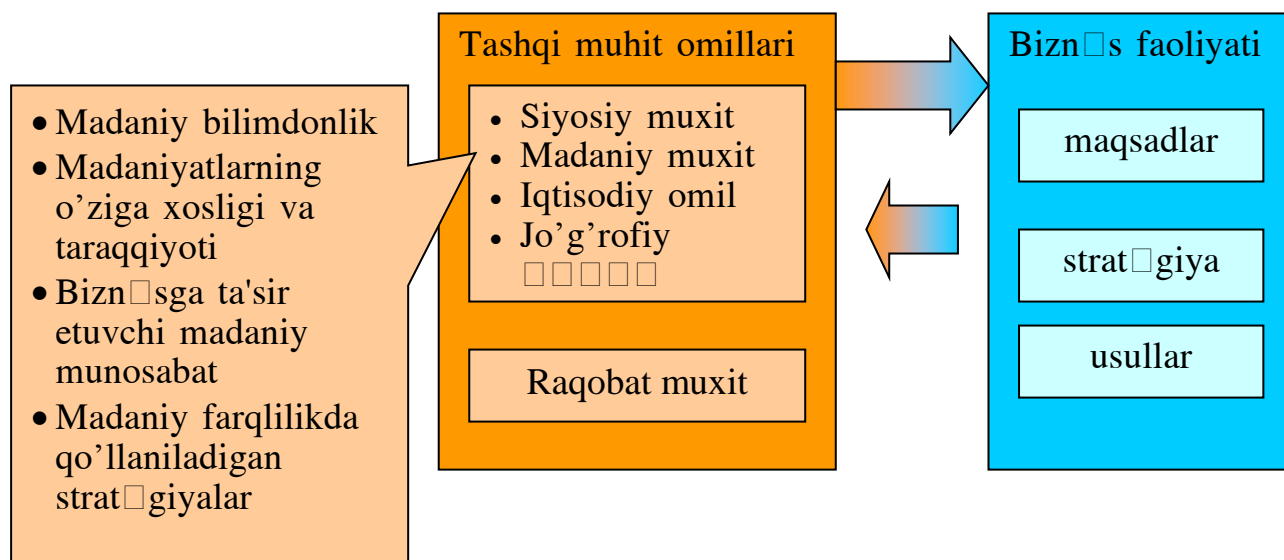 • Madaniy bilimdonlik
• Madaniyatlarning
o’ziga xosligi va
taraqqiyoti
• Bizn□sga ta'sir
etuvchi madaniy
munosabat
• Madaniy farqlilikda
qo’llaniladigan
strat□giyalar
Tashqi muhit omillari
• Siyosiy muxit
• Madaniy muxit
• Iqtisodiy omil
• Jo’g’rofiy
□□□□□
Raqobat muxit
Bizn□s faoliyati
maqsadlar
strat□giya
usullar